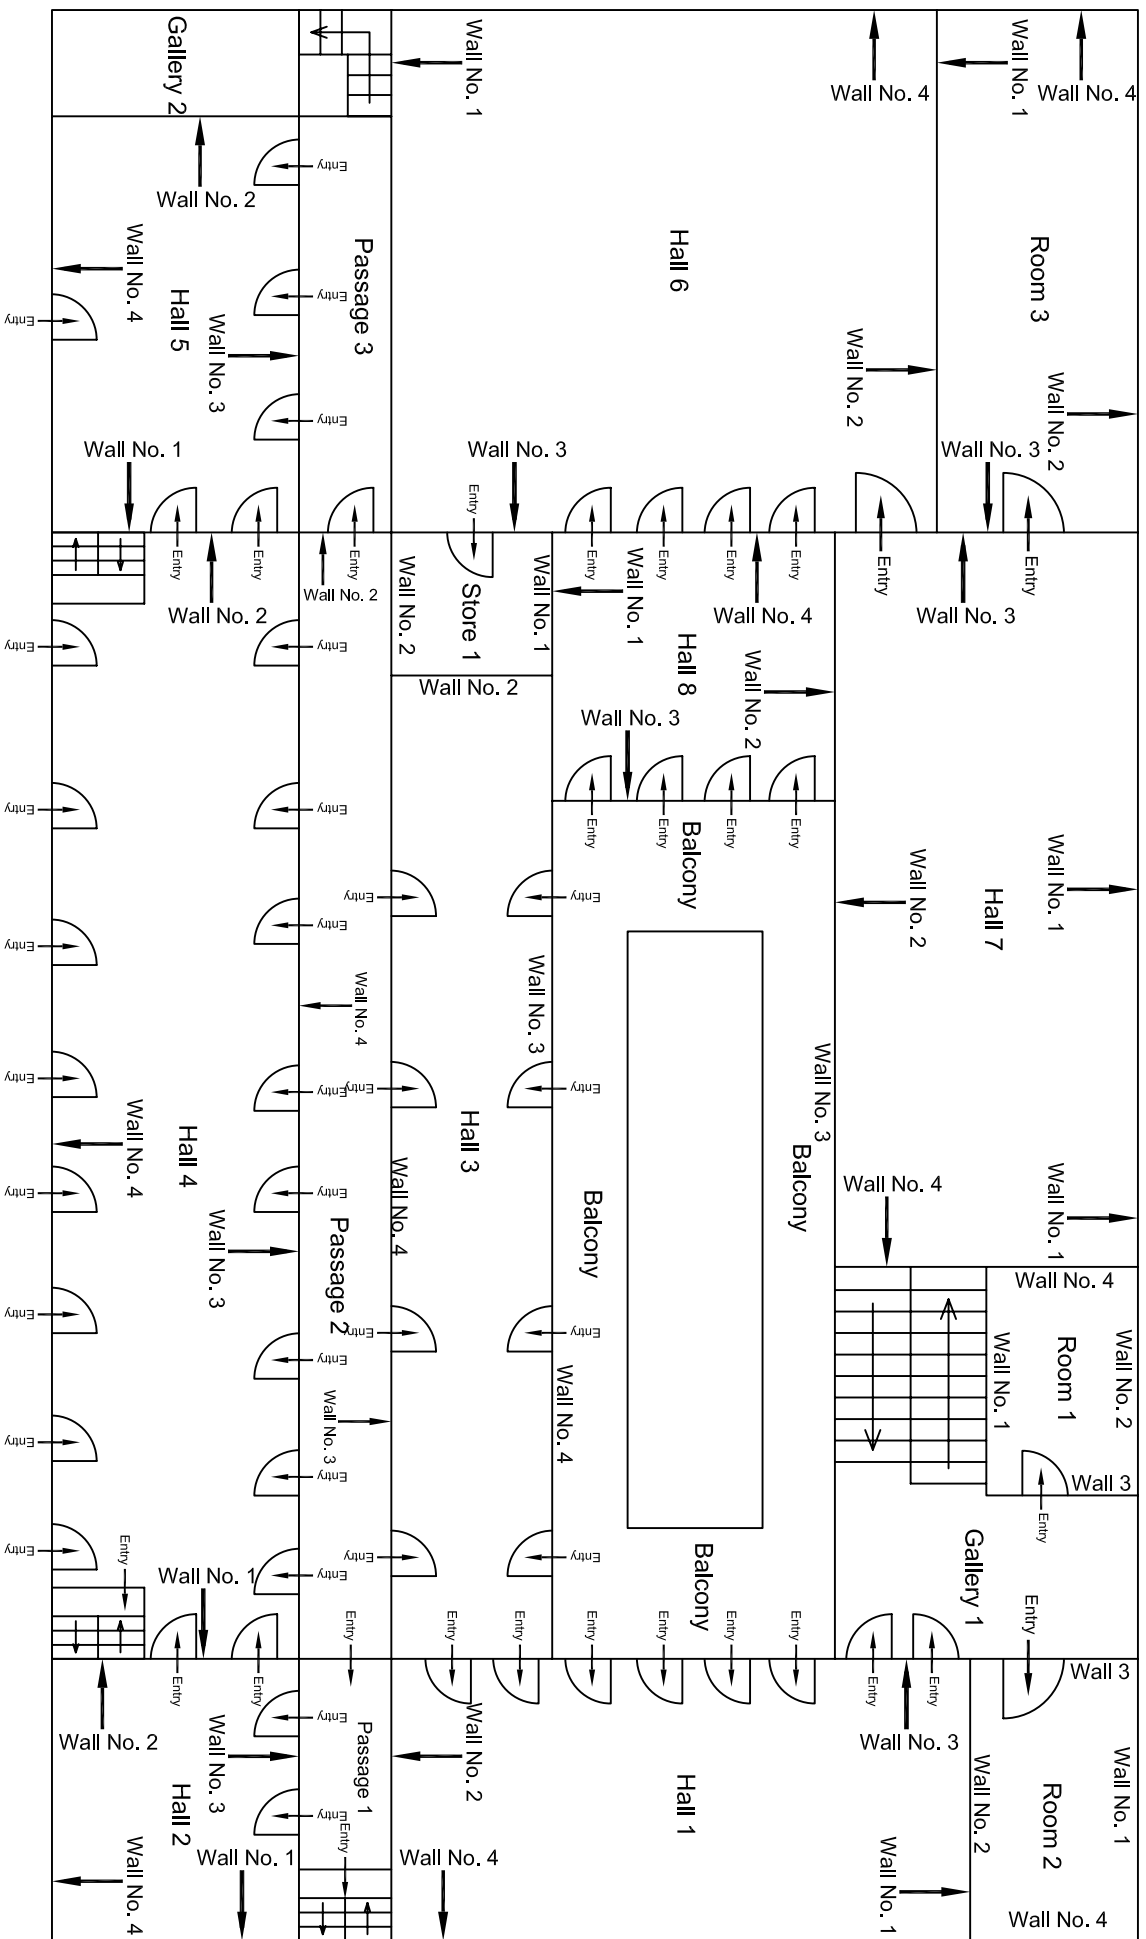 Gallery 2
Wall No. 1
Wall No. 4
Wall No. 1
Wall No. 4
Wall No. 2
Entry
Wall No. 4
Passage 3
Hall 6
Room 3
Hall 5
Entry
Entry
Wall No. 3
Wall No. 2
Wall No. 2
Entry
Wall No. 1
Wall No. 3
Wall No. 3
Entry
Entry
Entry
Entry
Entry
Entry
Entry
Entry
Entry
Entry
Wall No. 2
Wall No. 2
Wall No. 2
Store 1
Wall No. 1
Wall No. 1
Wall No. 4
Wall No. 3
Entry
Entry
Hall 8
Wall No. 2
Wall No. 2
Wall No. 3
Entry
Entry
Entry
Entry
Entry
Entry
Balcony
Wall No. 2
Hall 7
Wall No. 1
Entry
Entry
Entry
Entry
Wall No. 4
Wall No. 3
Entry
Entry
Entry
Entry
Wall No. 3
Wall No. 4
Hall 4
Hall 3
Wall No. 4
Balcony
Balcony
Wall No. 4
Wall No. 1
Entry
Entry
Wall No. 3
Passage 2
Entry
Entry
Entry
Entry
Wall No. 4
Wall No. 1
Room 1
Wall No. 2
Wall No. 3
Wall No. 4
Entry
Entry
Wall 3
Entry
Entry
Entry
Wall No. 1
Entry
Entry
Entry
Balcony
Gallery 1
Entry
Entry
Entry
Entry
Entry
Entry
Entry
Entry
Entry
Entry
Entry
Entry
Wall 3
Wall No. 2
Wall No. 3
Entry
Passage 1
Wall No. 2
Wall No. 3
Hall 2
Entry
Entry
Hall 1
Wall No. 2
Room 2
Wall No. 1
Wall No. 4
Wall No. 1
Wall No. 4
Wall No. 1
Wall No. 4